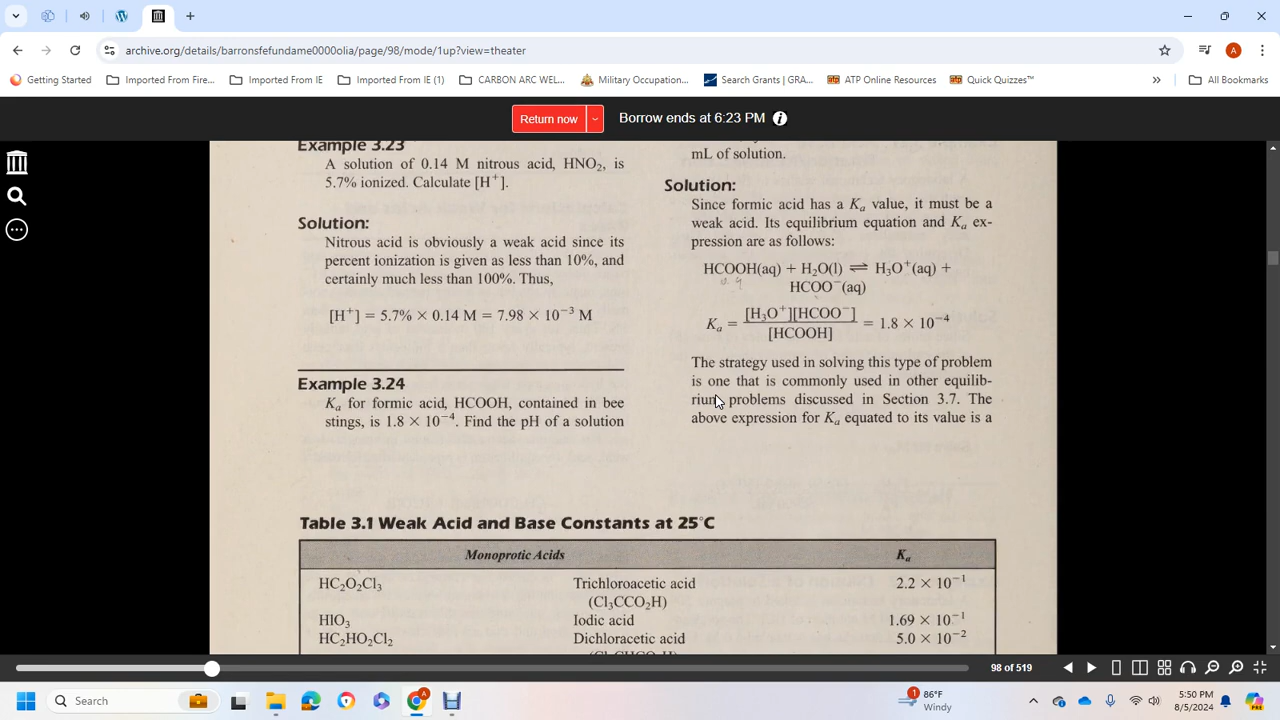 archive.org/details/barronsfefundame0000olia/page/98/mode/1up?view=theater
A
Getting Started
Imported From Fire...
Imported From IE
Imported From IE (1)
CARBON ARC WEL...
Military Occupation...
Search Grants | GRA...
ATP Online Resources
Quick Quizzes™
»
All Bookmarks
Return now
Borrow ends at 6:23 PM
Example 3.23
A solution of 0.14 M nitrous acid, HNO₂, is
5.7% ionized. Calculate [H⁺].
Solution:
Nitrous acid is obviously a weak acid since its
percent ionization is given as less than 10%, and
certainly much less than 100%. Thus,
[H⁺] = 5.7% × 0.14 M = 7.98 × 10⁻³ M
Example 3.24
Kₐ for formic acid, HCOOH, contained in bee
stings, is 1.8 × 10⁻⁴. Find the pH of a solution
mL of solution.
Solution:
Since formic acid has a Kₐ value, it must be a
weak acid. Its equilibrium equation and Kₐ ex-
pression are as follows:
HCOOH(aq) + H₂O(l) ⇌ H₃O⁺(aq) +
HCOO⁻(aq)
Kₐ = [H₃O⁺][HCOO⁻] / [HCOOH] = 1.8 × 10⁻⁴
The strategy used in solving this type of problem
is one that is commonly used in other equilib-
rium problems discussed in Section 3.7. The
above expression for Kₐ equated to its value is a
Table 3.1 Weak Acid and Base Constants at 25°C
Monoprotic Acids Kₐ
HC₂O₂Cl₃ Trichloroacetic acid 2.2 × 10⁻¹
(Cl₃CCO₂H)
HIO₃ Iodic acid 1.69 × 10⁻¹
HC₂HO₂Cl₂ Dichloracetic acid 5.0 × 10⁻²
98 of 519
Search
86°F
Windy
5:50 PM
8/5/2024